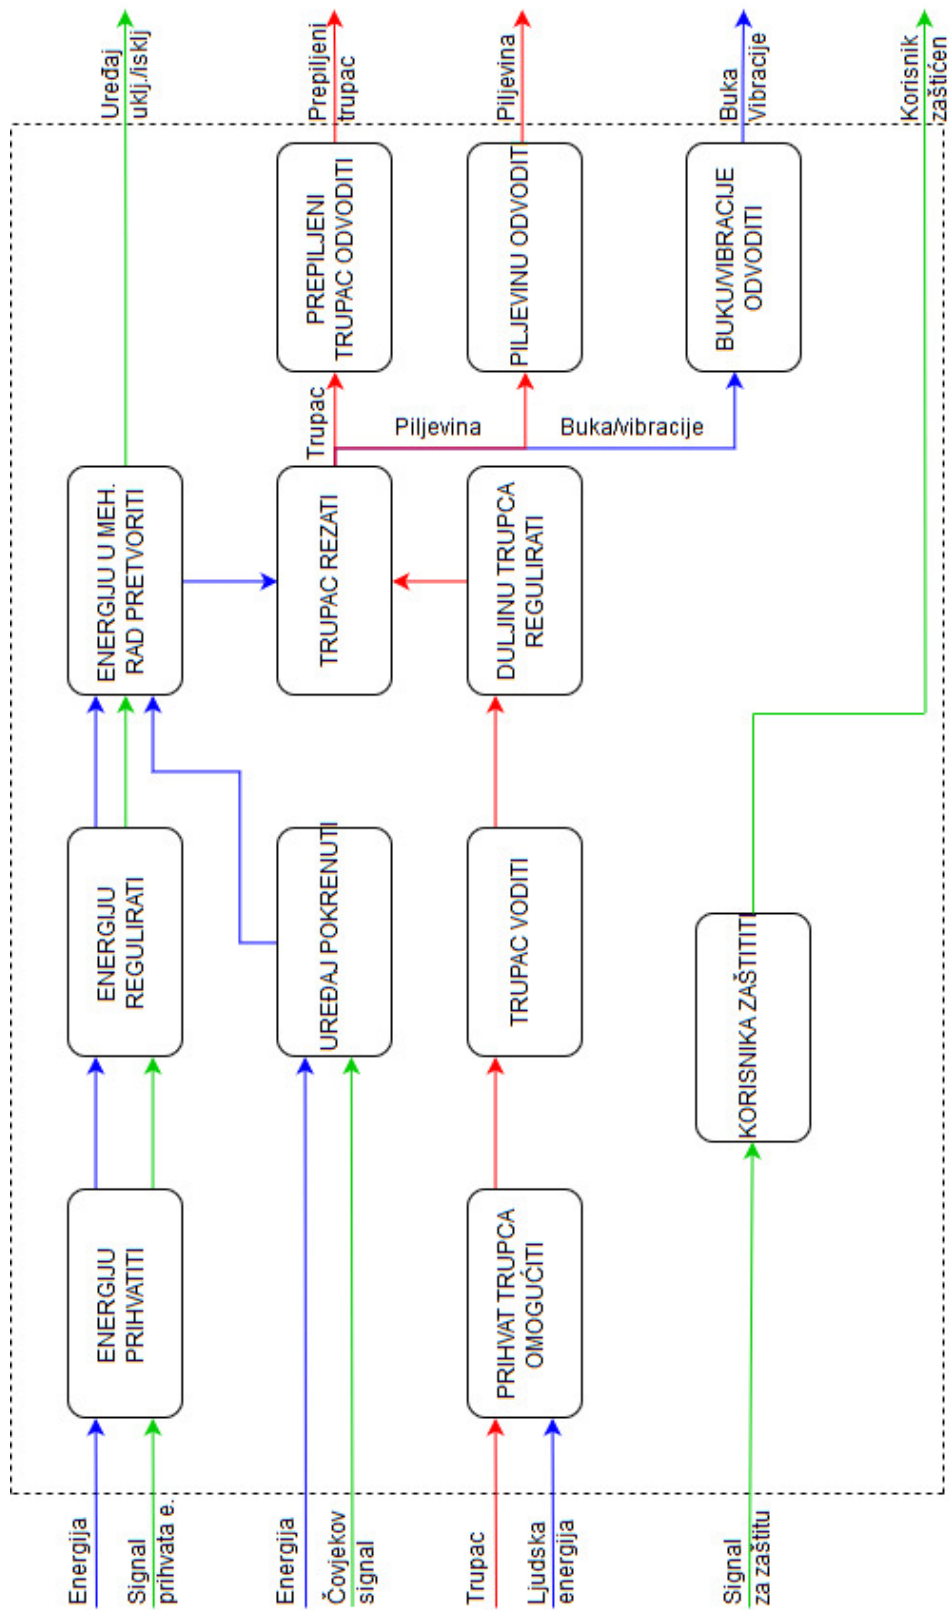 Energija
Signal
prihvata e.
Energija
Čovjekov
signal
Trupac
Ljudska
energija
Signal
za zaštitu
ENERGIJU
PRIHVATITI
PRIHVAT TRUPCA
OMOGUĆITI
ENERGIJU
REGULIRATI
UREĐAJ POKRENUTI
TRUPAC VODITI
KORISNIKA ZAŠTITITI
ENERGIJU U MEH.
RAD PRETVORITI
TRUPAC REZATI
DULJINU TRUPCA
REGULIRATI
Trupac
Piljevina
Buka/vibracije
PREPILJENI
TRUPAC ODVODITI
PILJEVINU ODVODITI
BUKU/VIBRACIJE
ODVODITI
Uređaj
uklj./isklj
Prepiljeni
trupac
Piljevina
Buka
Vibracije
Korisnik
zaštićen